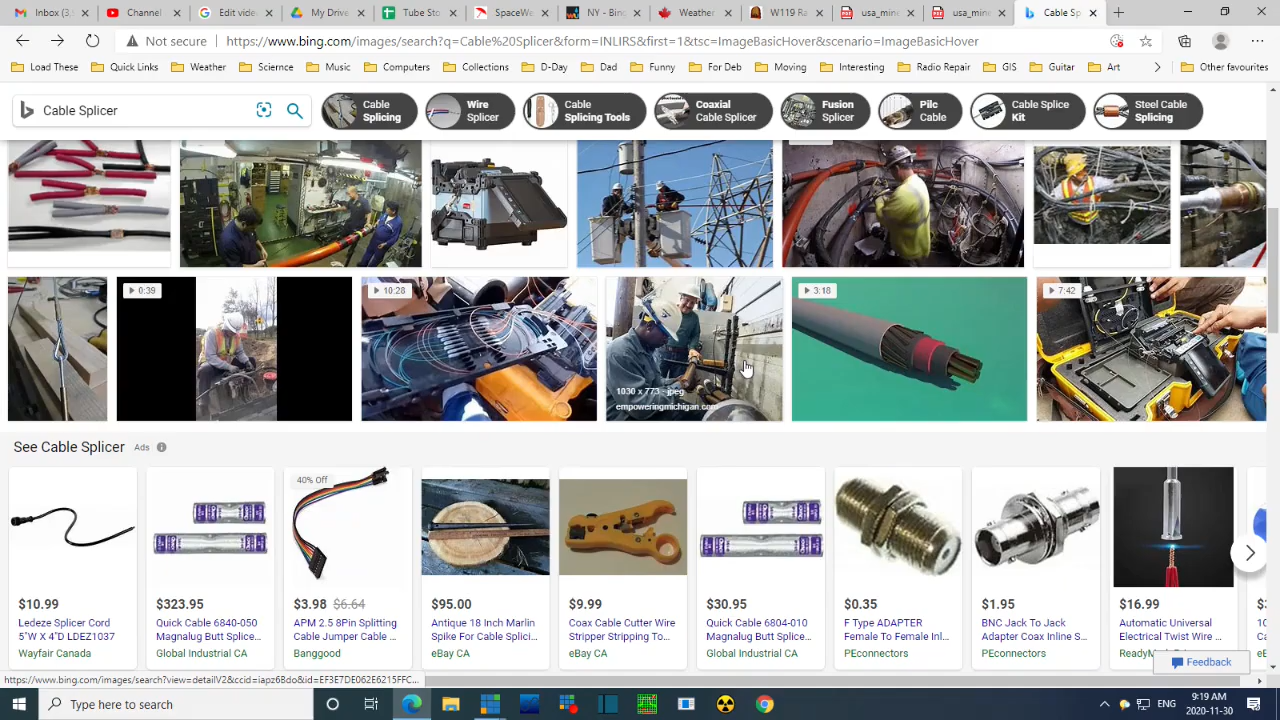 Inbox (3,
Channel
Edit vide
My Drive
Tube Sto
SpaceWe
NY - Bin
Weather
W119 Ra
usa_mine
usa_mine
Cable Sp
Not secure
https://www.bing.com/images/search?q=Cable%20Splicer&form=INLIRS&first=1&tsc=ImageBasicHover&scenario=ImageBasicHover
Load These
Quick Links
Weather
Sciernce
Music
Computers
Collections
D-Day
Dad
Funny
For Deb
Moving
Interesting
Radio Repair
GIS
Guitar
Art
Other favourites
Cable Splicer
Cable
Splicing
Wire
Splicer
Cable
Splicing Tools
Coaxial
Cable Splicer
Fusion
Splicer
Pilc
Cable
Cable Splice
Kit
Steel Cable
Splicing
0:39
10:28
1030 x 773 · jpeg
empoweringmichigan.com
3:18
7:42
See Cable Splicer Ads
40% Off
$10.99
Ledeze Splicer Cord
5"W X 4"D LDEZ1037
Wayfair Canada
$323.95
Quick Cable 6840-050
Magnalug Butt Splice...
Global Industrial CA
$3.98 $6.64
APM 2.5 8Pin Splitting
Cable Jumper Cable ...
Banggood
$95.00
Antique 18 Inch Marlin
Spike For Cable Splici...
eBay CA
$9.99
Coax Cable Cutter Wire
Stripper Stripping To...
eBay CA
$30.95
Quick Cable 6804-010
Magnalug Butt Splice...
Global Industrial CA
$0.35
F Type ADAPTER
Female To Female Inl...
PEconnectors
$1.95
BNC Jack To Jack
Adapter Coax Inline S...
PEconnectors
$16.99
Automatic Universal
Electrical Twist Wire ...
Feedback
https://www.bing.com/images/search?view=detailV2&ccid=iapz6Bdo&id=EF3E7DE062E6215FFC...
Type here to search
ENG
9:19 AM
2020-11-30